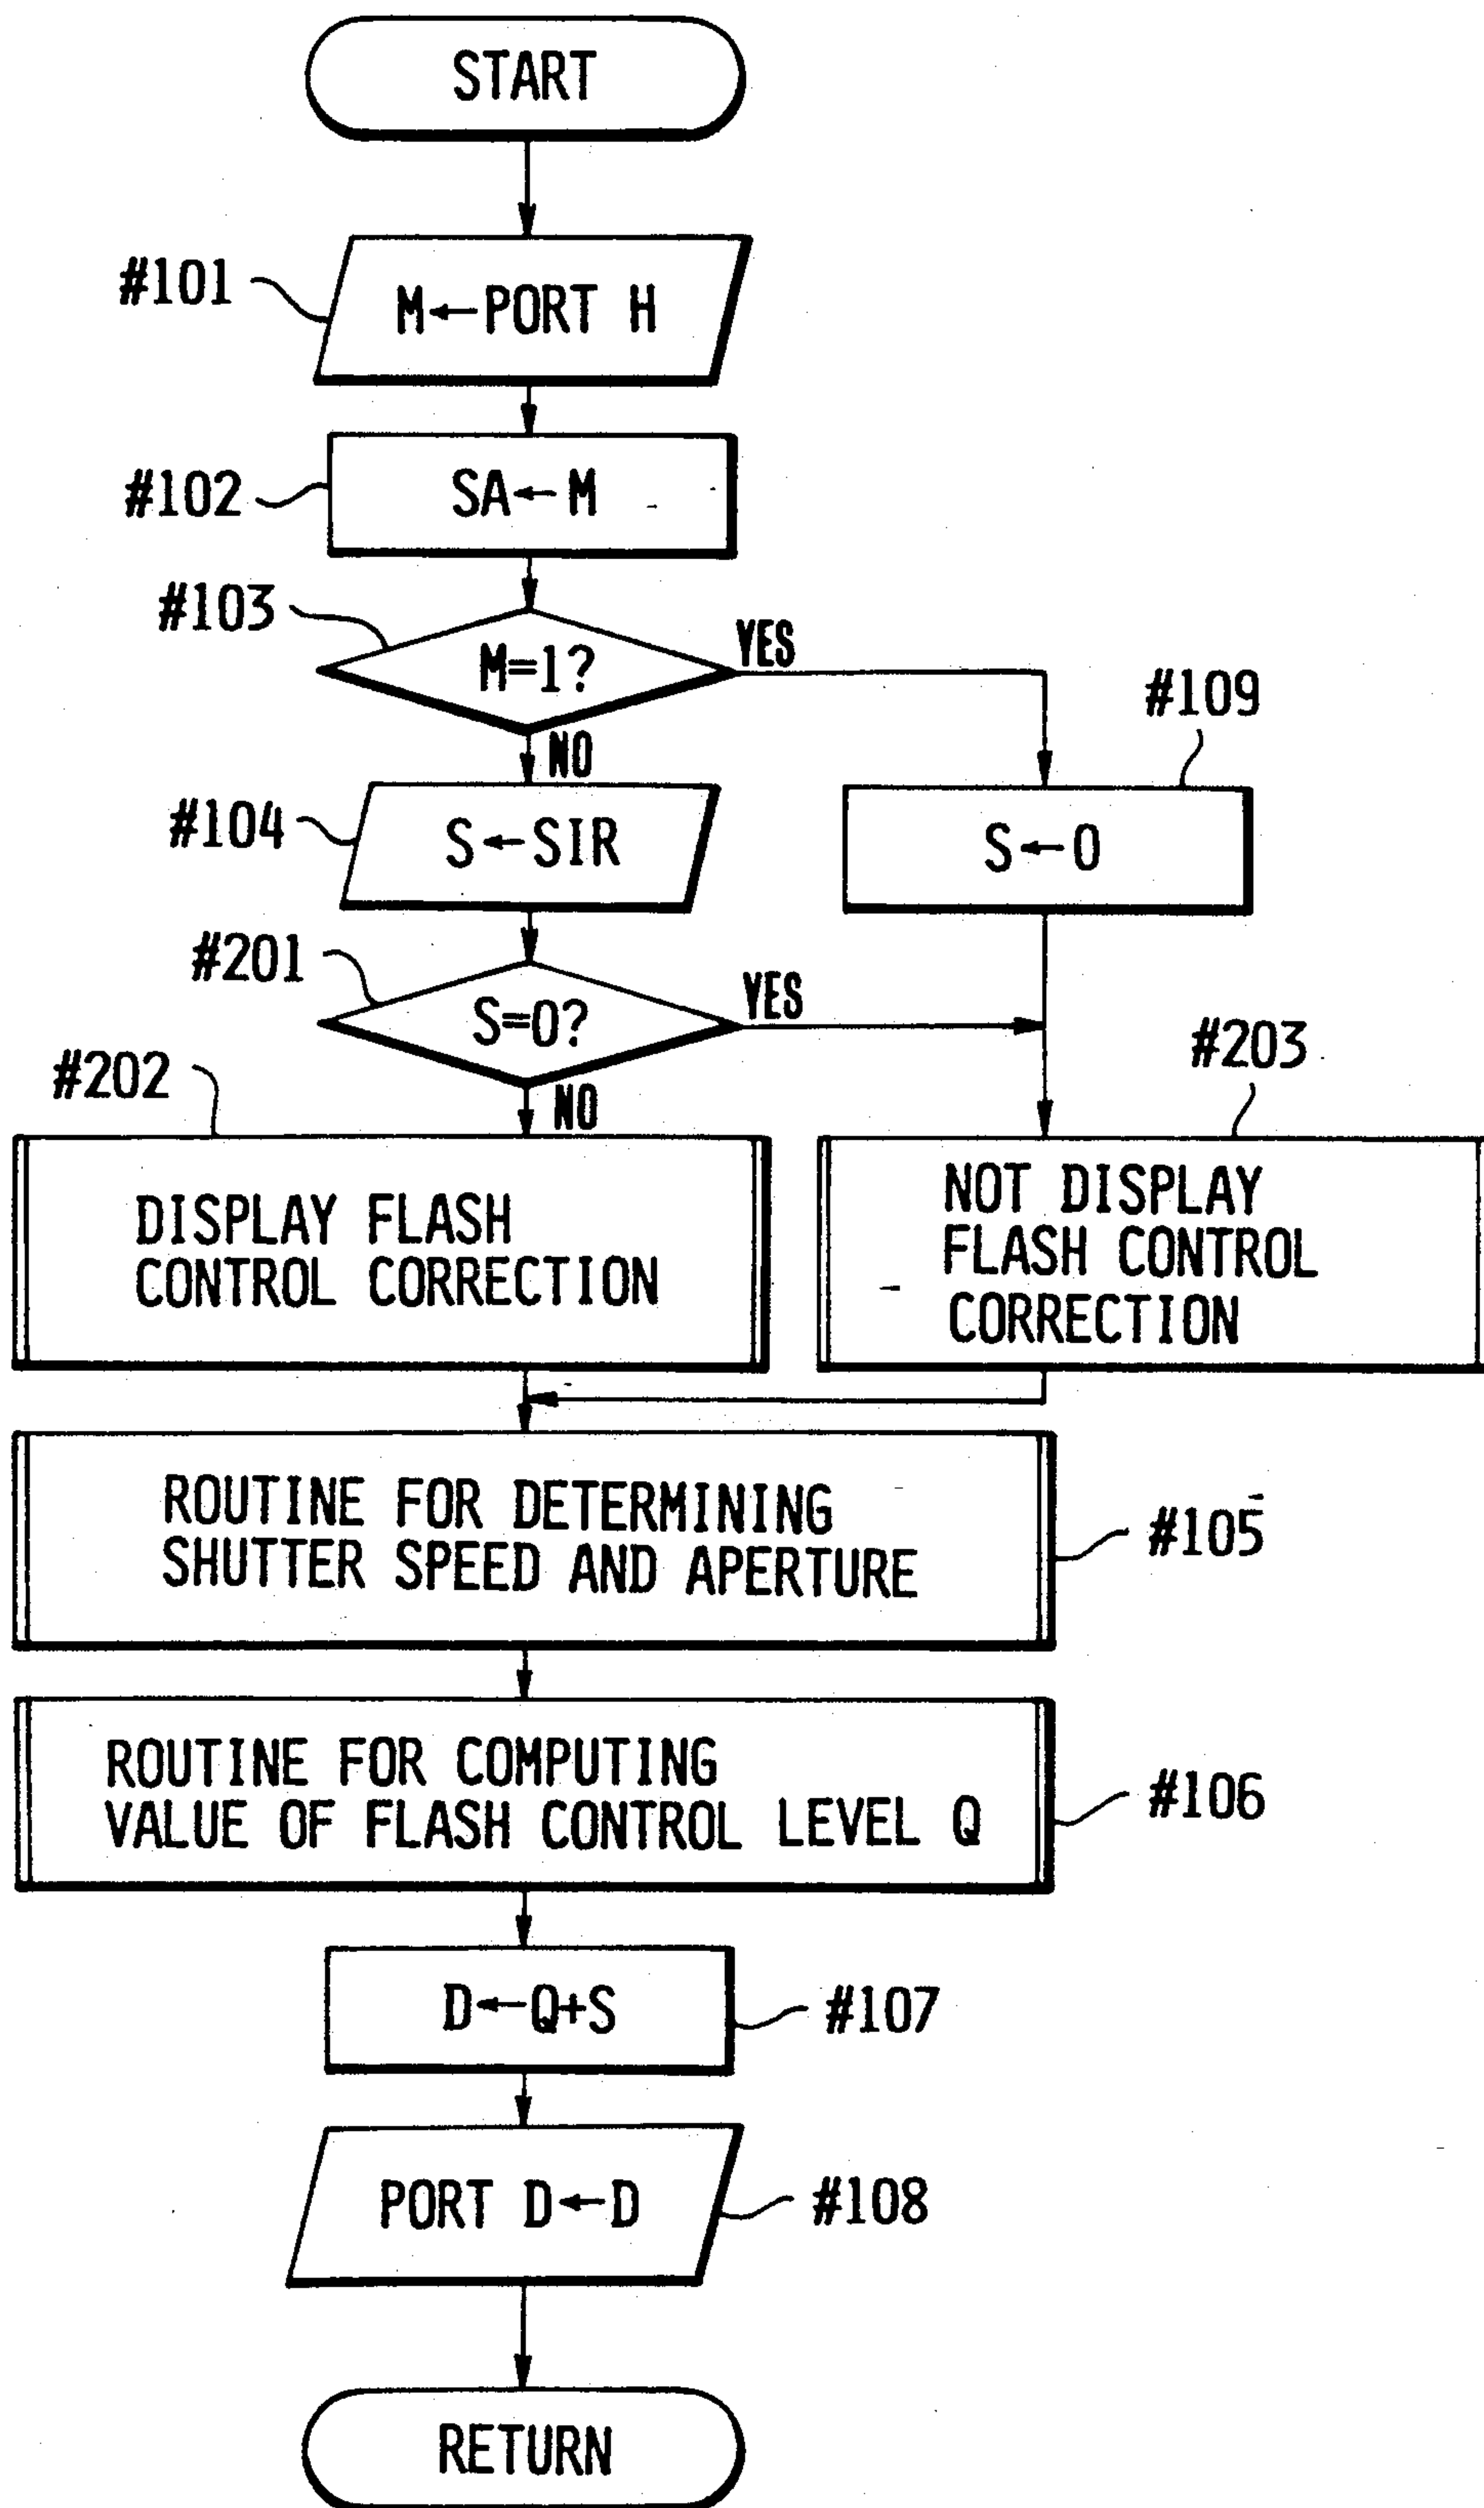 START
#101
M←PORT H
#102
SA←M
#103
M=1?
YES
NO
#109
#104
S←SIR
S←0
#201
S=0?
YES
NO
#202
#203
DISPLAY FLASH
CONTROL CORRECTION
NOT DISPLAY
FLASH CONTROL
CORRECTION
ROUTINE FOR DETERMINING
SHUTTER SPEED AND APERTURE
#105
ROUTINE FOR COMPUTING
VALUE OF FLASH CONTROL LEVEL Q
#106
D←Q+S
#107
PORT D←D
#108
RETURN